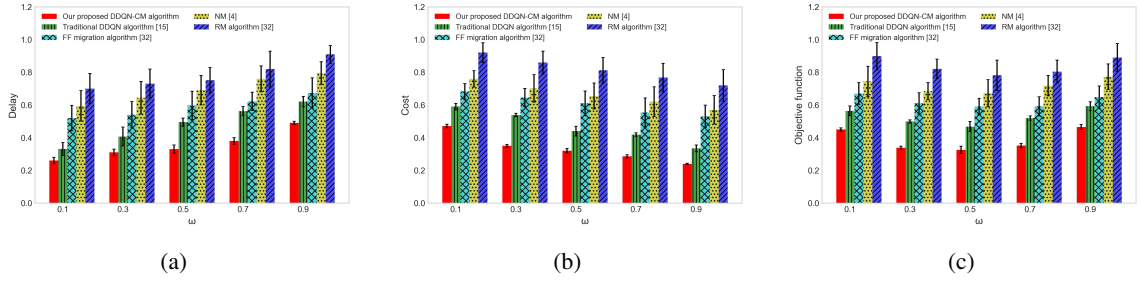 Our proposed DDQN-CM algorithm
Traditional DDQN algorithm [15]
FF migration algorithm [32]
NM [4]
RM algorithm [32]
Delay
1.2
1.0
0.8
0.6
0.4
0.2
0.0
0.1 0.3 0.5 0.7 0.9
ω
(a)
Our proposed DDQN-CM algorithm
Traditional DDQN algorithm [15]
FF migration algorithm [32]
NM [4]
RM algorithm [32]
Cost
1.2
1.0
0.8
0.6
0.4
0.2
0.0
0.1 0.3 0.5 0.7 0.9
ω
(b)
Our proposed DDQN-CM algorithm
Traditional DDQN algorithm [15]
FF migration algorithm [32]
NM [4]
RM algorithm [32]
Objective function
1.2
1.0
0.8
0.6
0.4
0.2
0.0
0.1 0.3 0.5 0.7 0.9
ω
(c)